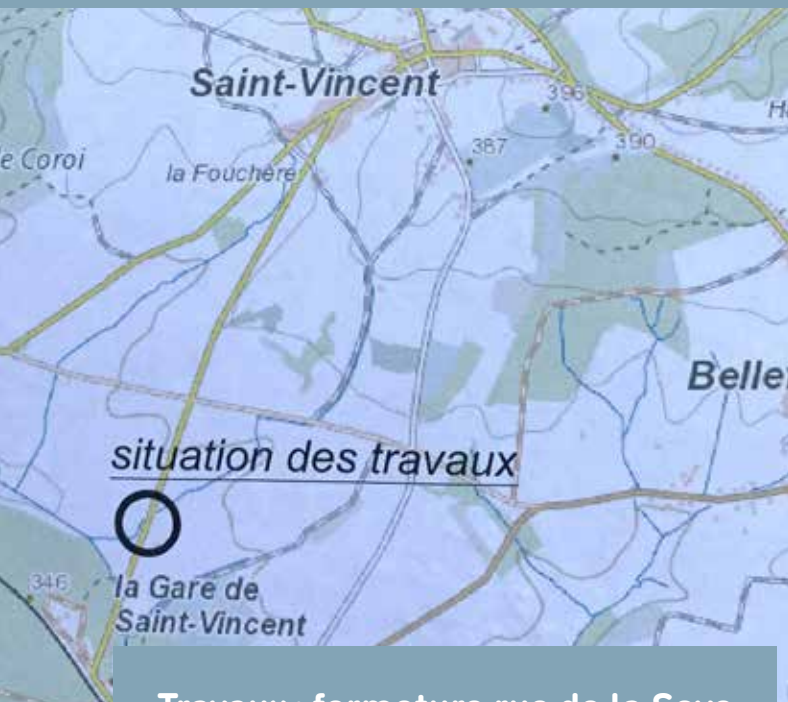 Saint-Vincent
396
387
390
le Coroi
la Fouchère
Belle
situation des travaux
346
la Gare de
Saint-Vincent
Travaux : fermeture rue de la